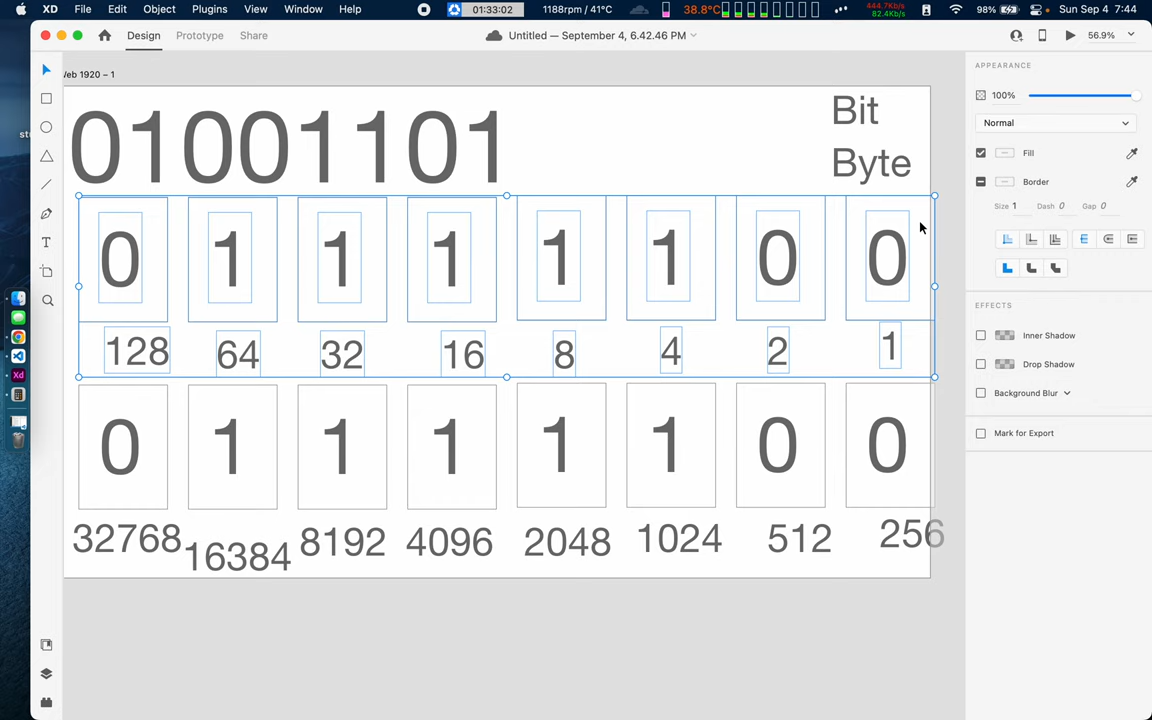 XD File Edit Object Plugins View Window Help 01:33:02 1188rpm / 41°C 38.8°C 444.7Kb/s 82.4Kb/s 98% Sun Sep 4 7:44
Design Prototype Share Untitled — September 4, 6.42.46 PM 56.9%
Web 1920 – 1
APPEARANCE
100%
Normal
Fill
Border
Size 1 Dash 0 Gap 0
EFFECTS
Inner Shadow
Drop Shadow
Background Blur
Mark for Export
01001101
Bit
Byte
0 1 1 1 1 1 0 0
128 64 32 16 8 4 2 1
0 1 1 1 1 1 0 0
32768 16384 8192 4096 2048 1024 512 256
T
Xd